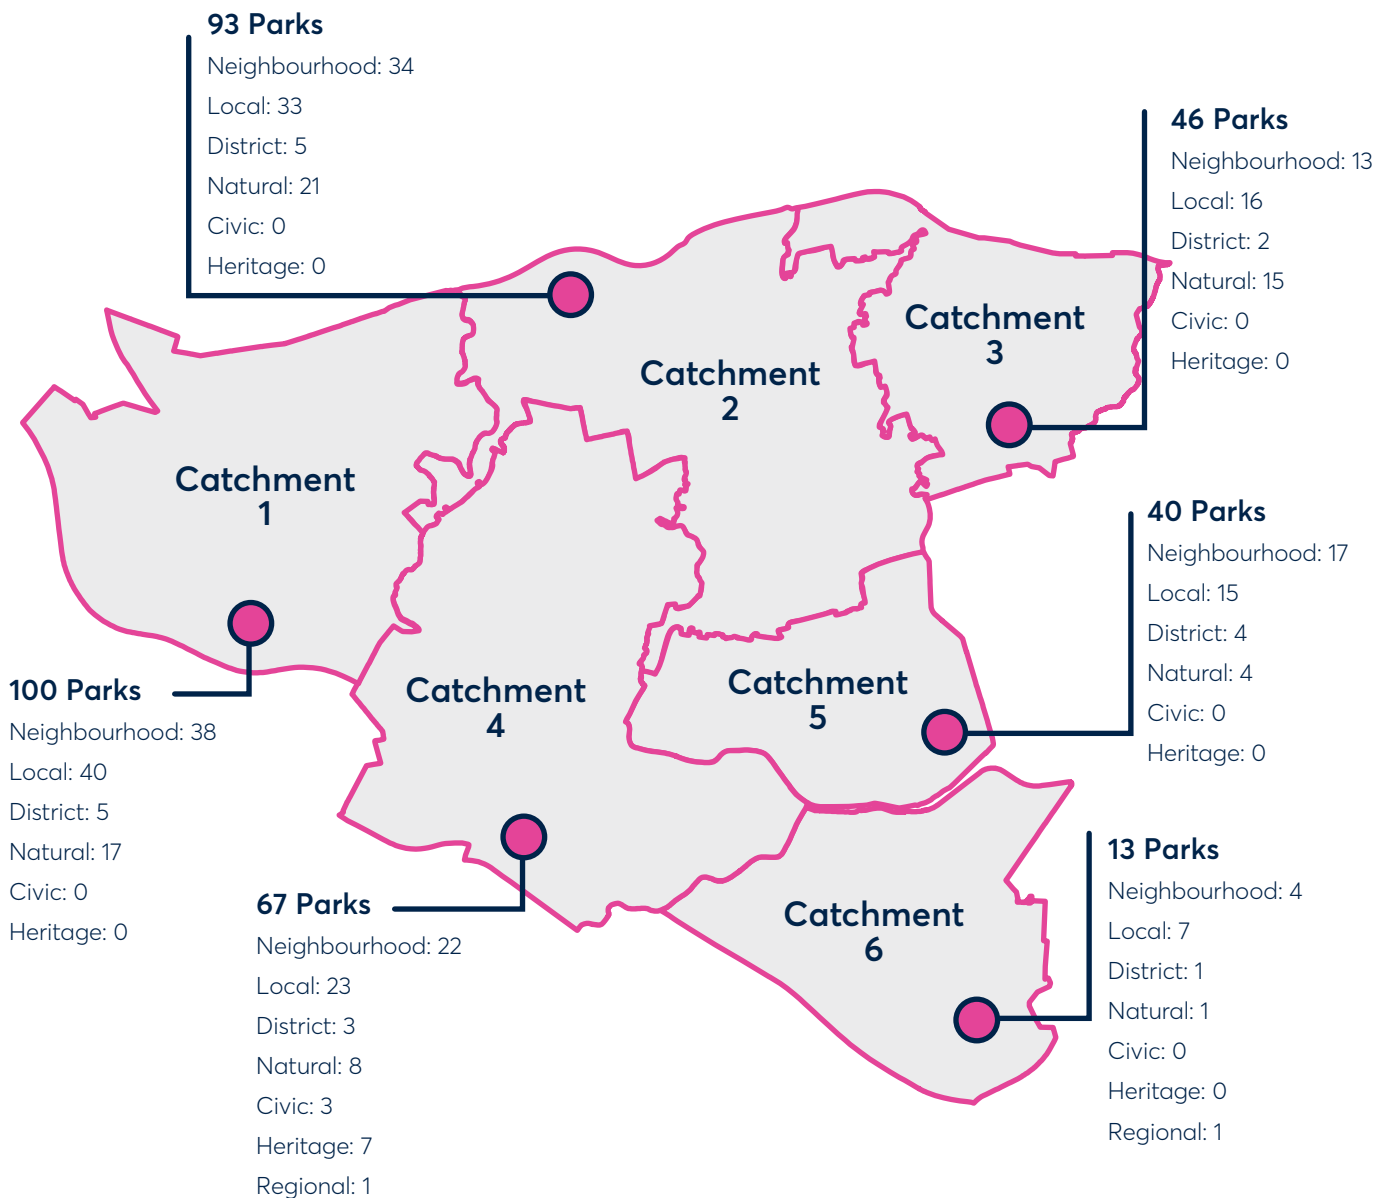 93 Parks
Neighbourhood: 34
Local: 33
District: 5
Natural: 21
Civic: 0
Heritage: 0
46 Parks
Neighbourhood: 13
Local: 16
District: 2
Natural: 15
Civic: 0
Heritage: 0
Catchment
3
Catchment
2
Catchment
1
40 Parks
Neighbourhood: 17
Local: 15
District: 4
Natural: 4
Civic: 0
Heritage: 0
Catchment
4
Catchment
5
100 Parks
Neighbourhood: 38
Local: 40
District: 5
Natural: 17
Civic: 0
Heritage: 0
67 Parks
Neighbourhood: 22
Local: 23
District: 3
Natural: 8
Civic: 3
Heritage: 7
Regional: 1
Catchment
6
13 Parks
Neighbourhood: 4
Local: 7
District: 1
Natural: 1
Civic: 0
Heritage: 0
Regional: 1